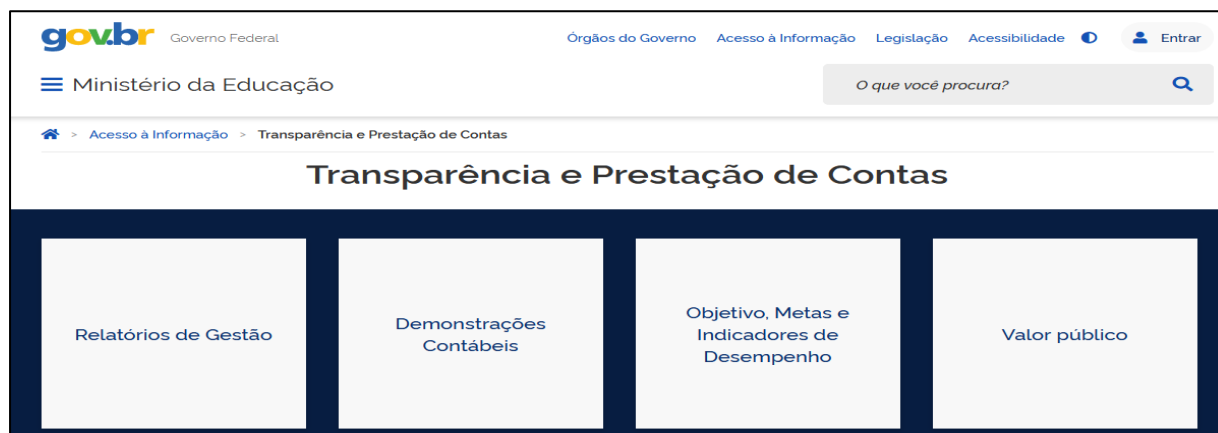 gov.br Governo Federal Órgãos do Governo Acesso à Informação Legislação Acessibilidade Entrar
Ministério da Educação O que você procura?
> Acesso à Informação > Transparência e Prestação de Contas
Transparência e Prestação de Contas
Relatórios de Gestão
Demonstrações
Contábeis
Objetivo, Metas e
Indicadores de
Desempenho
Valor público